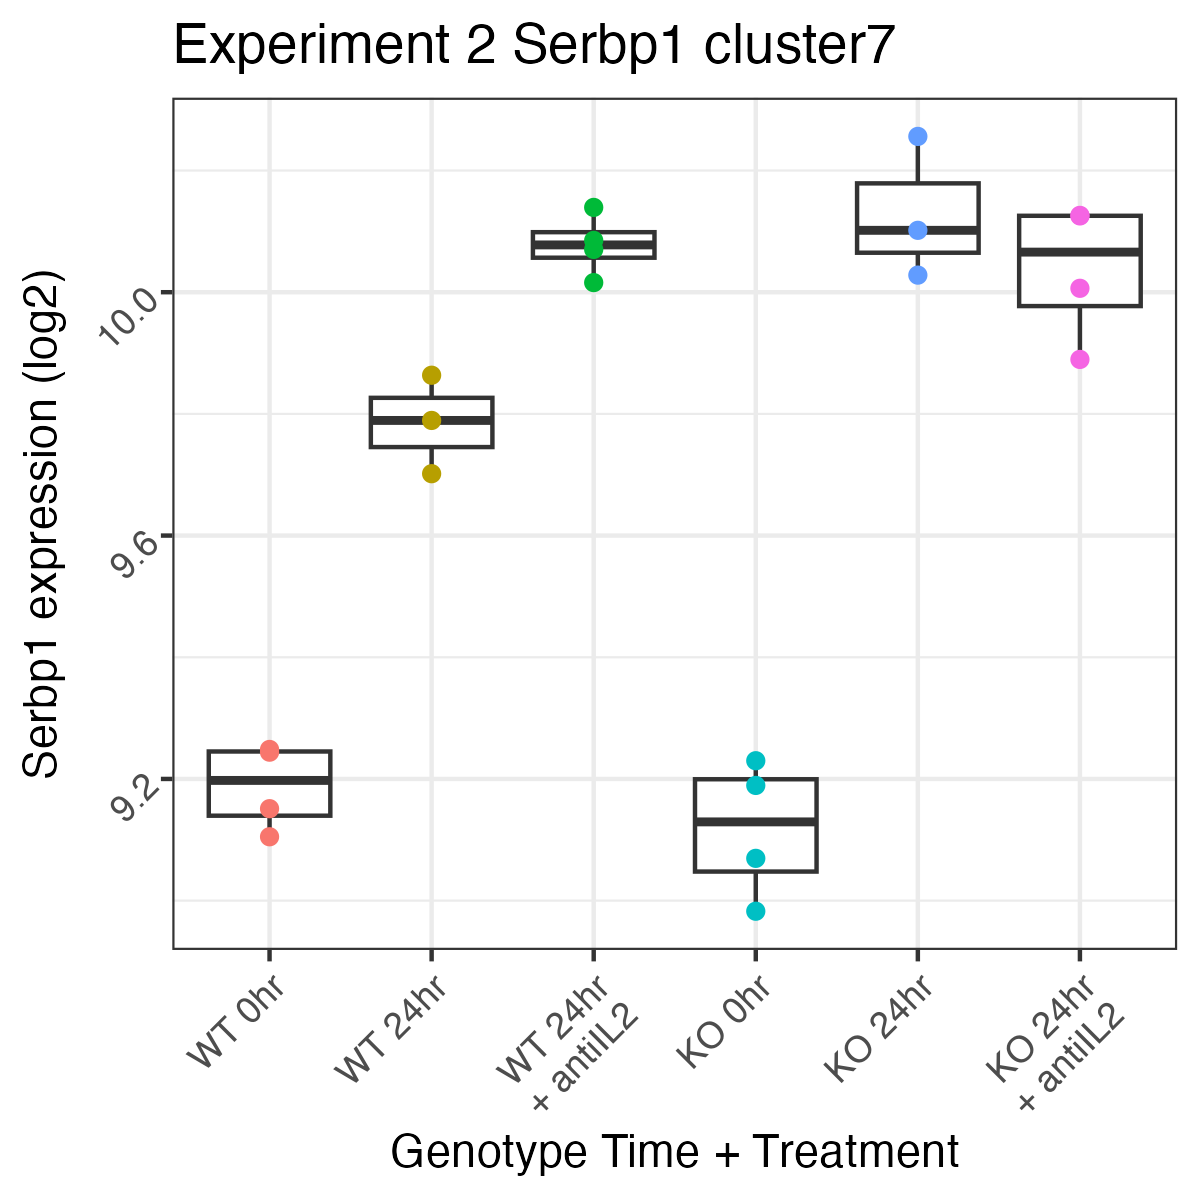 Experiment 2 Serbp1 cluster7
Serbp1 expression (log2)
10.0
9.6
9.2
WT 0hr
WT 24hr
WT 24hr
+ antiIL2
KO 0hr
KO 24hr
KO 24hr
+ antiIL2
Genotype Time + Treatment